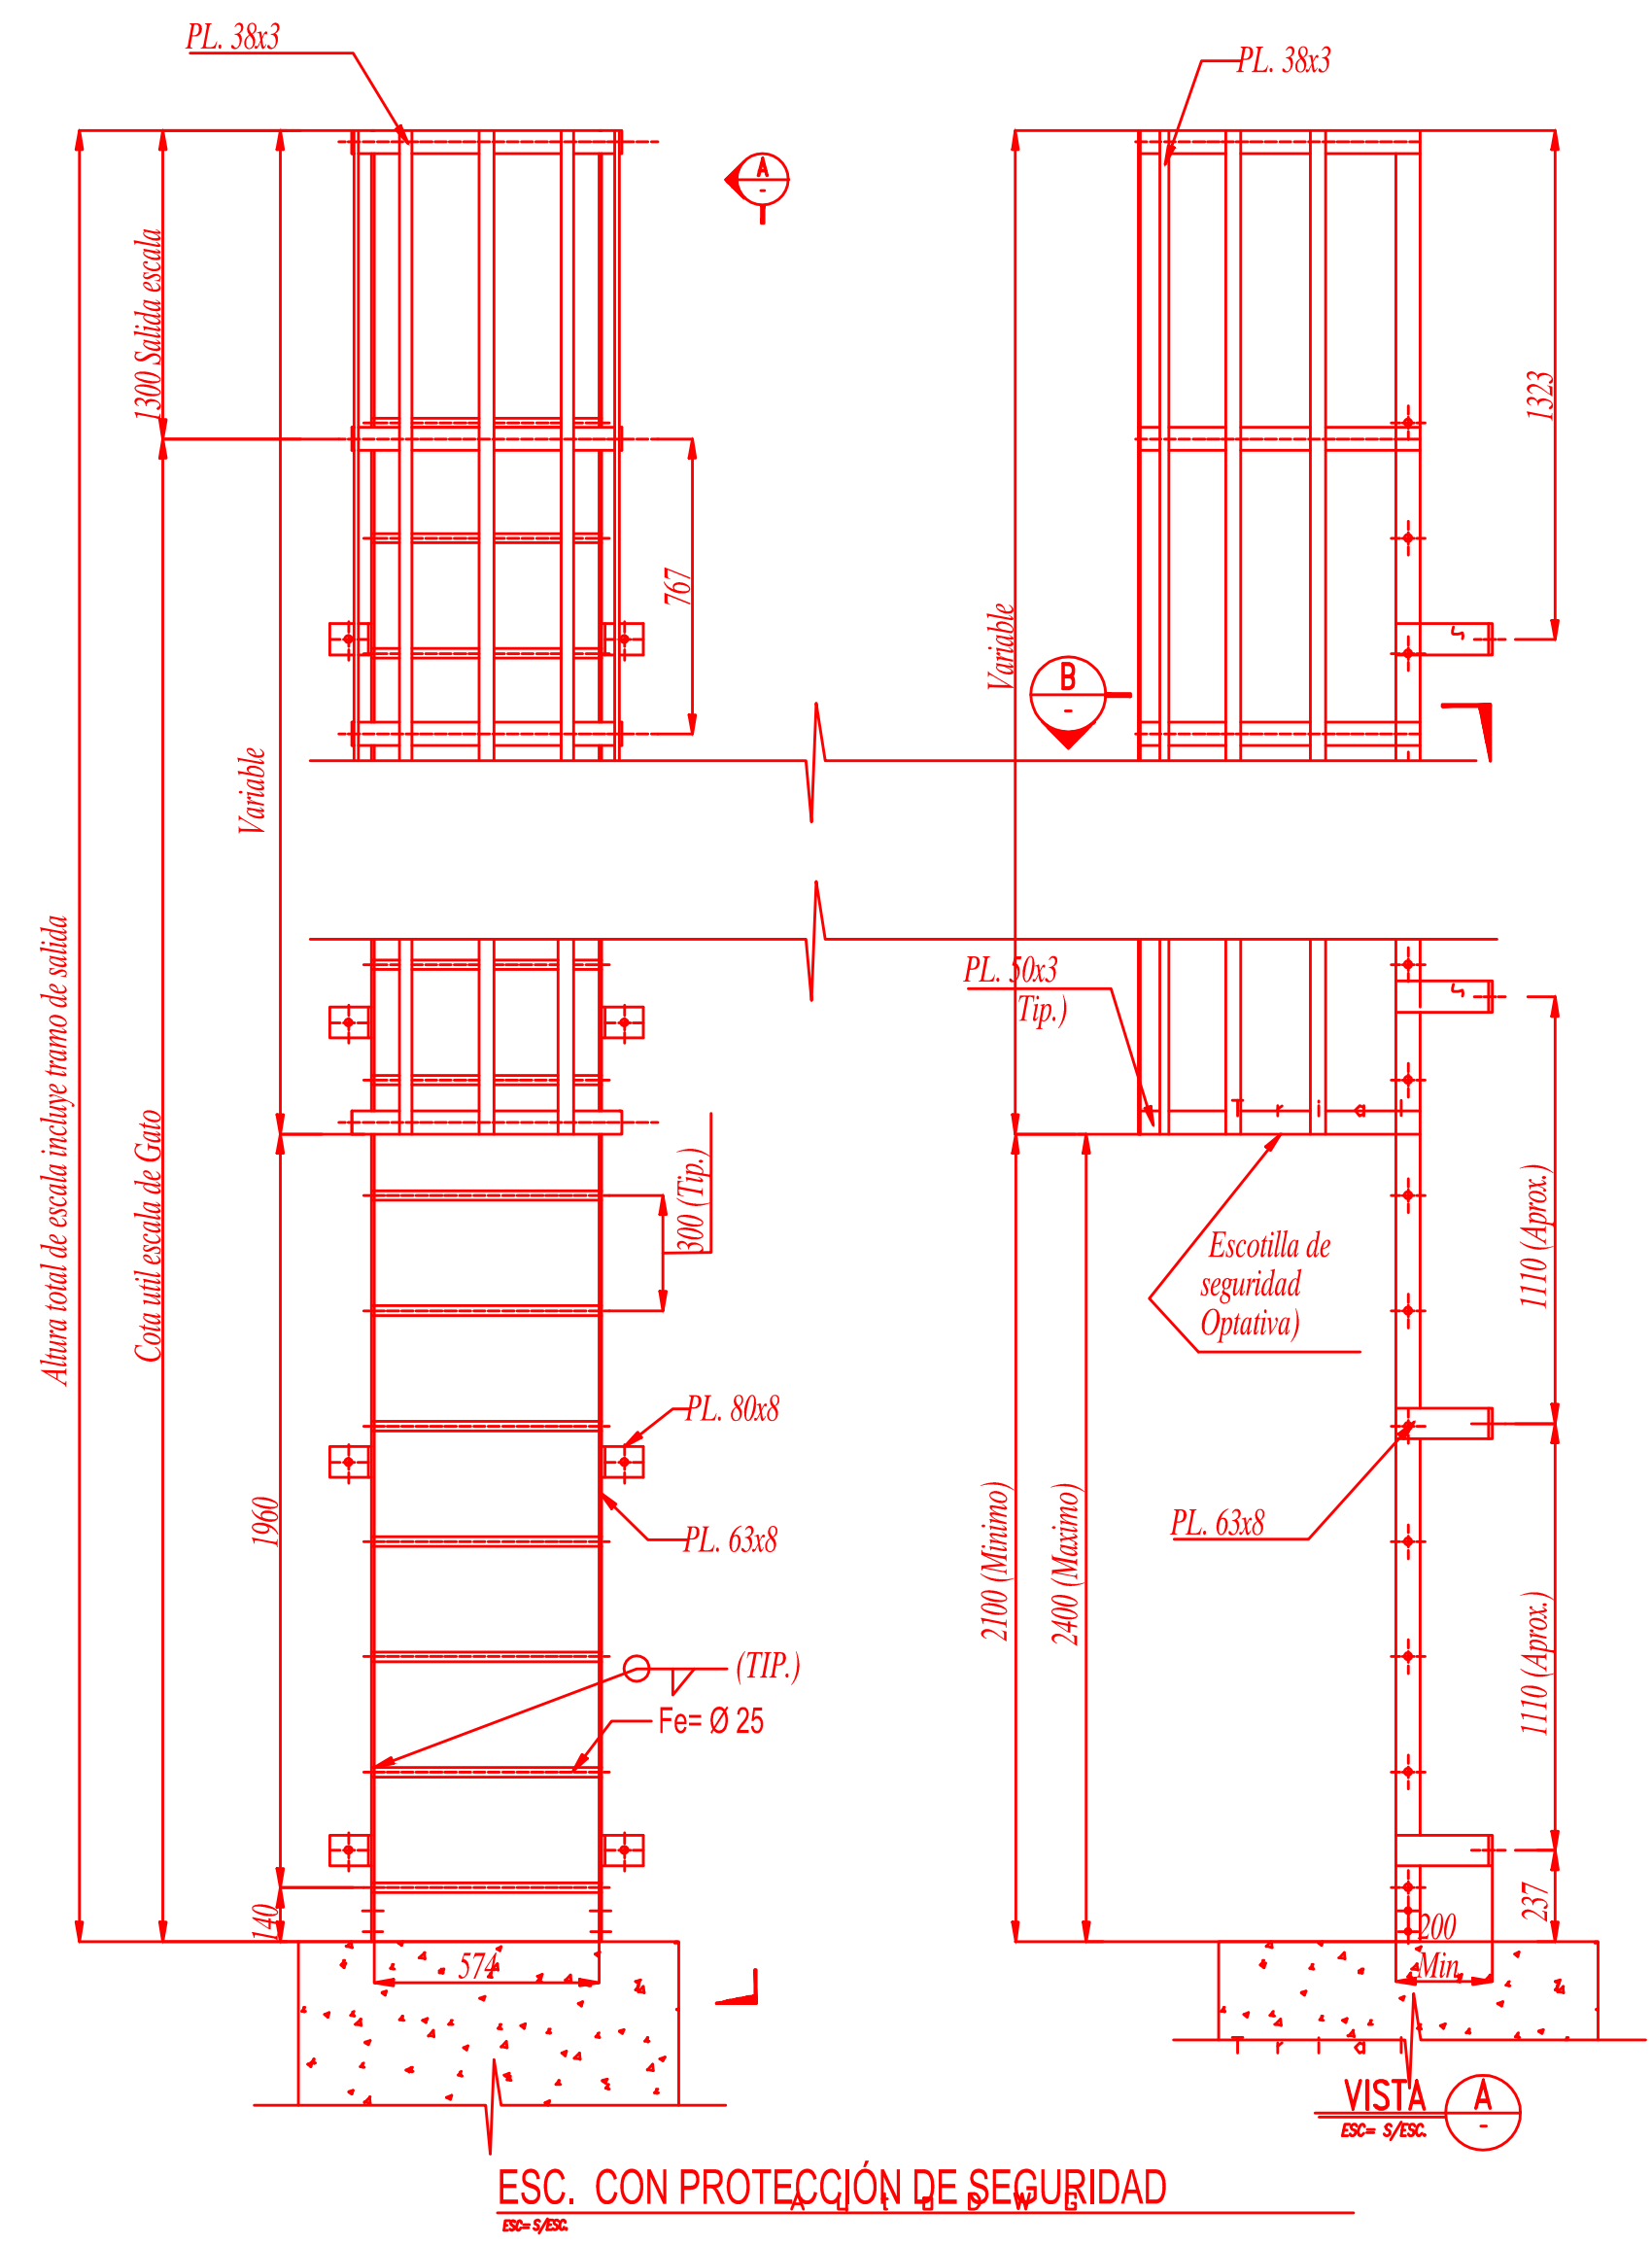 PL. 38x3
PL. 38x3
A
-
1300 Salida escala
1323
767
Variable
B
-
Variable
Altura total de escala incluye tramo de salida
Cota util escala de Gato
PL. 50x3
Tip.)
T r i a l
300 (Tip.)
1110 (Aprox.)
Escotilla de
seguridad
Optativa)
PL. 80x8
1960
PL. 63x8
2100 (Minimo)
2400 (Maximo)
PL. 63x8
1110 (Aprox.)
(TIP.)
Fe= Ø 25
140
237
200
Min
574
T r i a l
VISTA
A
-
ESC= S/ESC.
ESC. CON PROTECCIÓN DE SEGURIDAD
A u t o D W G
ESC= S/ESC.